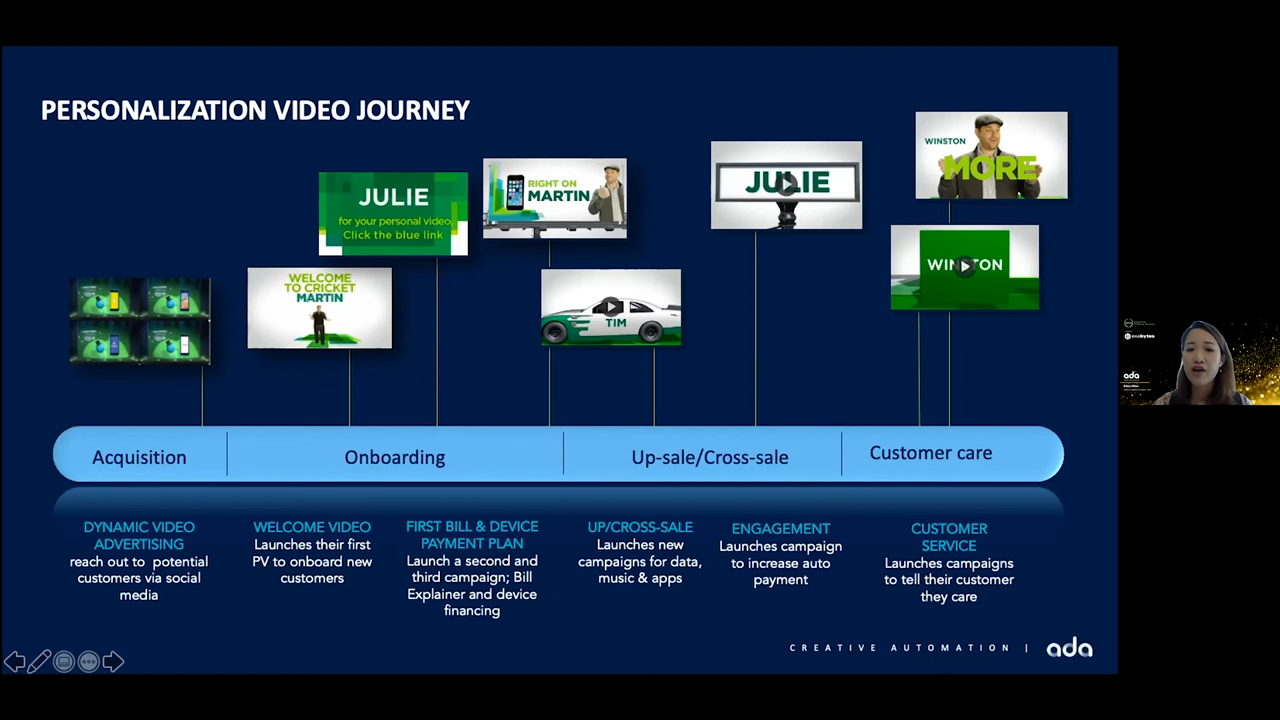 PERSONALIZATION VIDEO JOURNEY
JULIE
for your personal video,
Click the blue link
RIGHT ON
MARTIN
JULIE
WINSTON
MORE
WINSTON
WELCOME
TO CRICKET
MARTIN
TIM
Acquisition
Onboarding
Up-sale/Cross-sale
Customer care
DYNAMIC VIDEO
ADVERTISING
reach out to potential
customers via social
media
WELCOME VIDEO
Launches their first
PV to onboard new
customers
FIRST BILL & DEVICE
PAYMENT PLAN
Launch a second and
third campaign; Bill
Explainer and device
financing
UP/CROSS-SALE
Launches new
campaigns for data,
music & apps
ENGAGEMENT
Launches campaign
to increase auto
payment
CUSTOMER
SERVICE
Launches campaigns
to tell their customer
they care
CREATIVE AUTOMATION |
ada
exabytes
ada